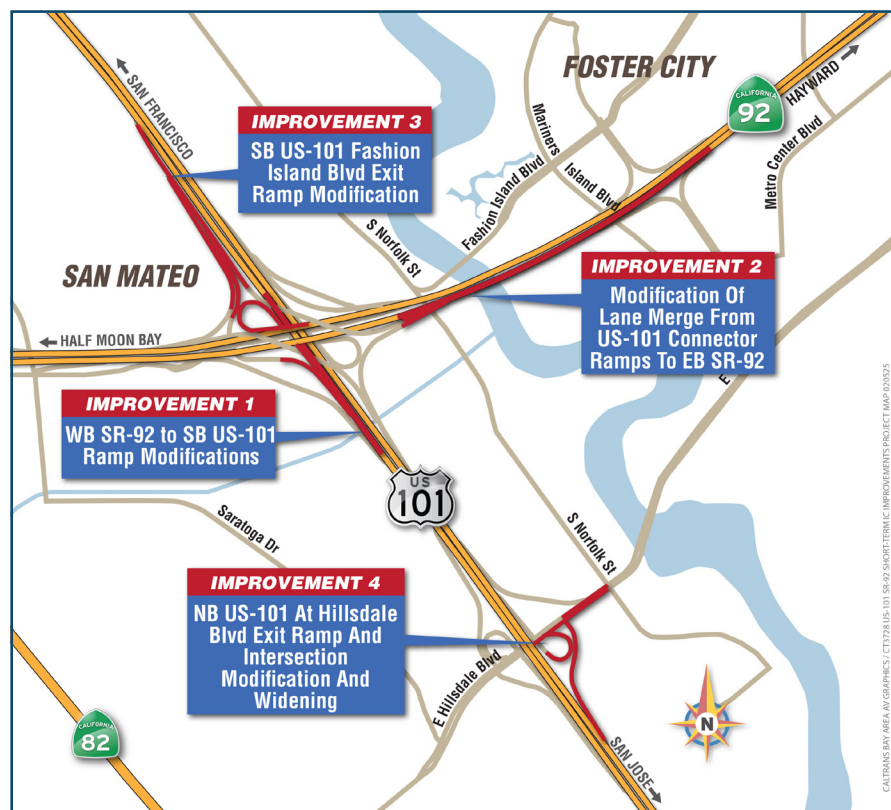 FOSTER CITY
CALIFORNIA
92
HAYWARD
SAN FRANCISCO
IMPROVEMENT 3
SB US-101 Fashion
Island Blvd Exit
Ramp Modification
Mariners
Island Blvd
Fashion Island Blvd
Metro Center Blvd
S Norfolk St
SAN MATEO
IMPROVEMENT 2
Modification Of
Lane Merge From
US-101 Connector
Ramps To EB SR-92
HALF MOON BAY
E
IMPROVEMENT 1
WB SR-92 to SB US-101
Ramp Modifications
US
101
Saratoga Dr
S Norfolk St
IMPROVEMENT 4
NB US-101 At Hillsdale
Blvd Exit Ramp And
Intersection
Modification And
Widening
E Hillsdale Blvd
N
CALIFORNIA
82
SAN JOSE
CALTRANS BAY AREA AV GRAPHICS / CT3728 US-101 SR-92 SHORT-TERM IC IMPROVEMENTS PROJECT MAP 020525